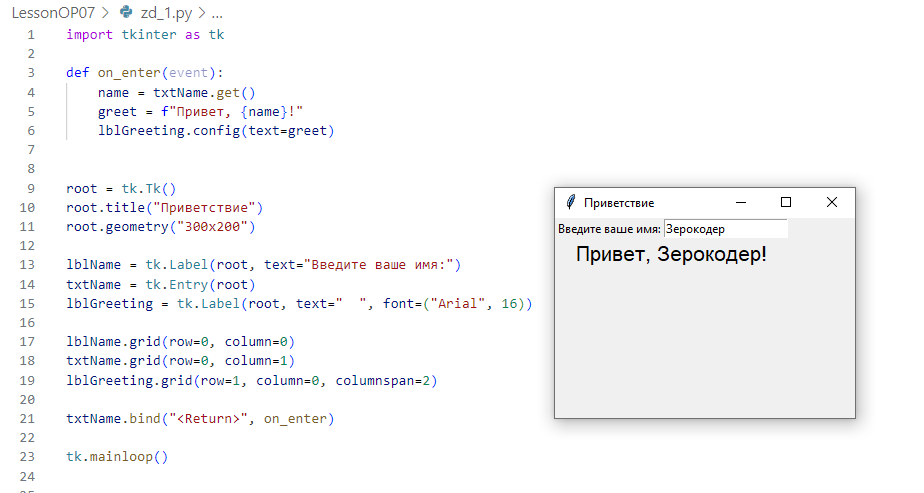 LessonOP07 > zd_1.py > ...
1 import tkinter as tk
2
3 def on_enter(event):
4     name = txtName.get()
5     greet = f"Привет, {name}!"
6     lblGreeting.config(text=greet)
7
8
9 root = tk.Tk()
10 root.title("Приветствие")
11 root.geometry("300x200")
12
13 lblName = tk.Label(root, text="Введите ваше имя:")
14 txtName = tk.Entry(root)
15 lblGreeting = tk.Label(root, text="  ", font=("Arial", 16))
16
17 lblName.grid(row=0, column=0)
18 txtName.grid(row=0, column=1)
19 lblGreeting.grid(row=1, column=0, columnspan=2)
20
21 txtName.bind("<Return>", on_enter)
22
23 tk.mainloop()
24
Приветствие
Введите ваше имя: Зерокодер
Привет, Зерокодер!